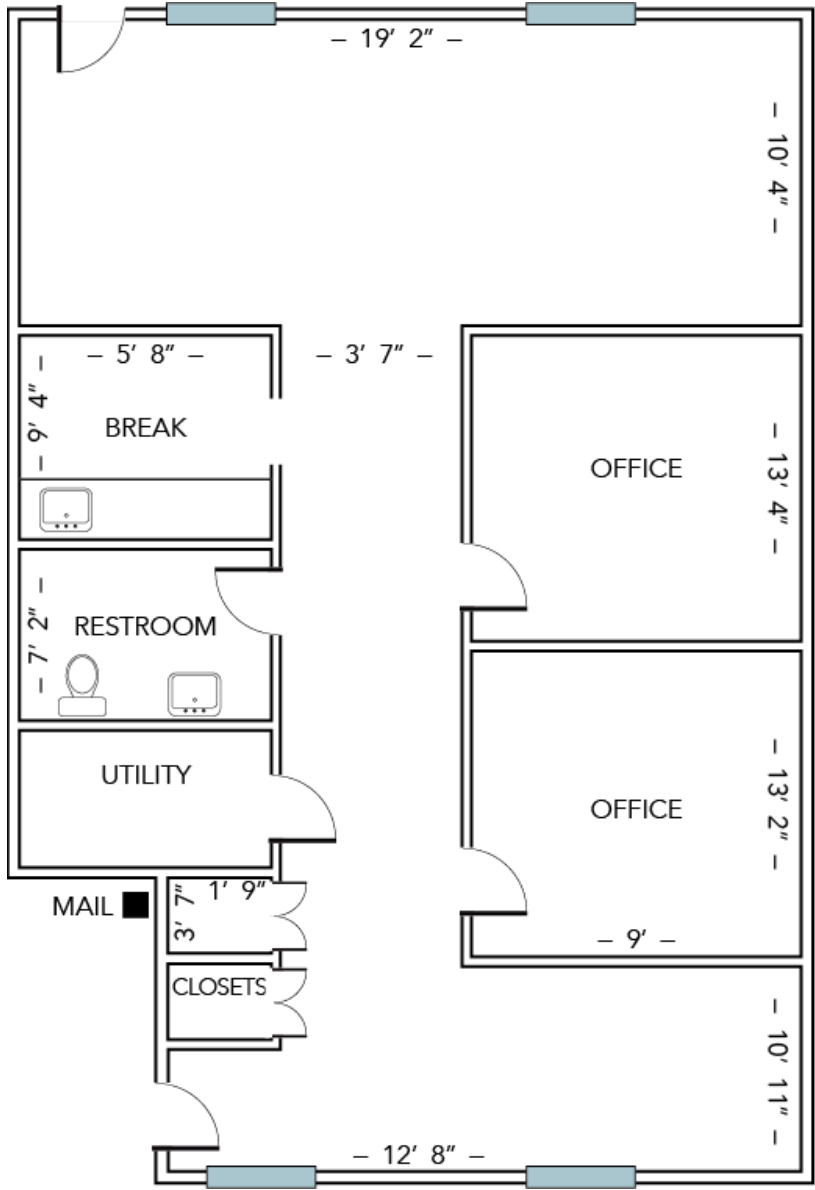 – 19' 2" –
– 10' 4" –
– 5' 8" –
– 3' 7" –
– 9' 4" –
BREAK
OFFICE
– 13' 4" –
– 7' 2" –
RESTROOM
UTILITY
OFFICE
– 13' 2" –
MAIL
3' 7"
1' 9"
– 9' –
CLOSETS
– 10' 11" –
– 12' 8" –